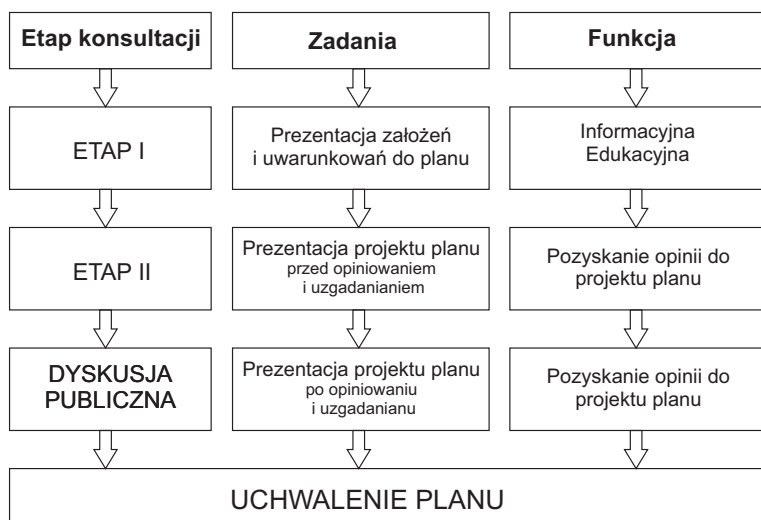 Etap konsultacji
Zadania
Funkcja
ETAP I
Prezentacja założeń
i uwarunkowań do planu
Informacyjna
Edukacyjna
ETAP II
Prezentacja projektu planu
przed opiniowaniem
i uzgadanianiem
Pozyskanie opinii do
projektu planu
DYSKUSJA
PUBLICZNA
Prezentacja projektu planu
po opiniowaniu
i uzgadanianu
Pozyskanie opinii do
projektu planu
UCHWALENIE PLANU